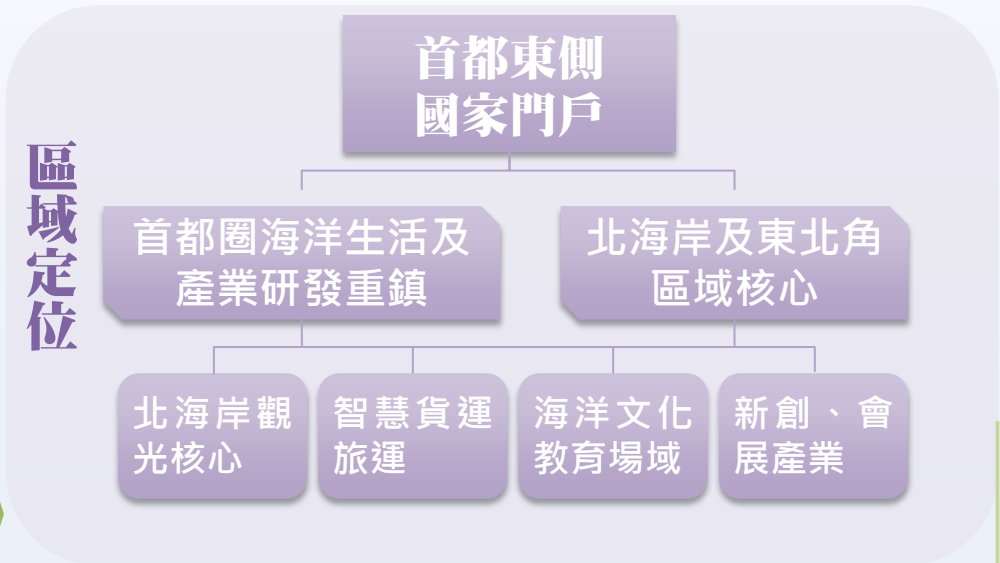 區域定位
首都東側
國家門戶
首都圈海洋生活及
產業研發重鎮
北海岸及東北角
區域核心
北海岸觀
光核心
智慧貨運
旅運
海洋文化
教育場域
新創、會
展產業